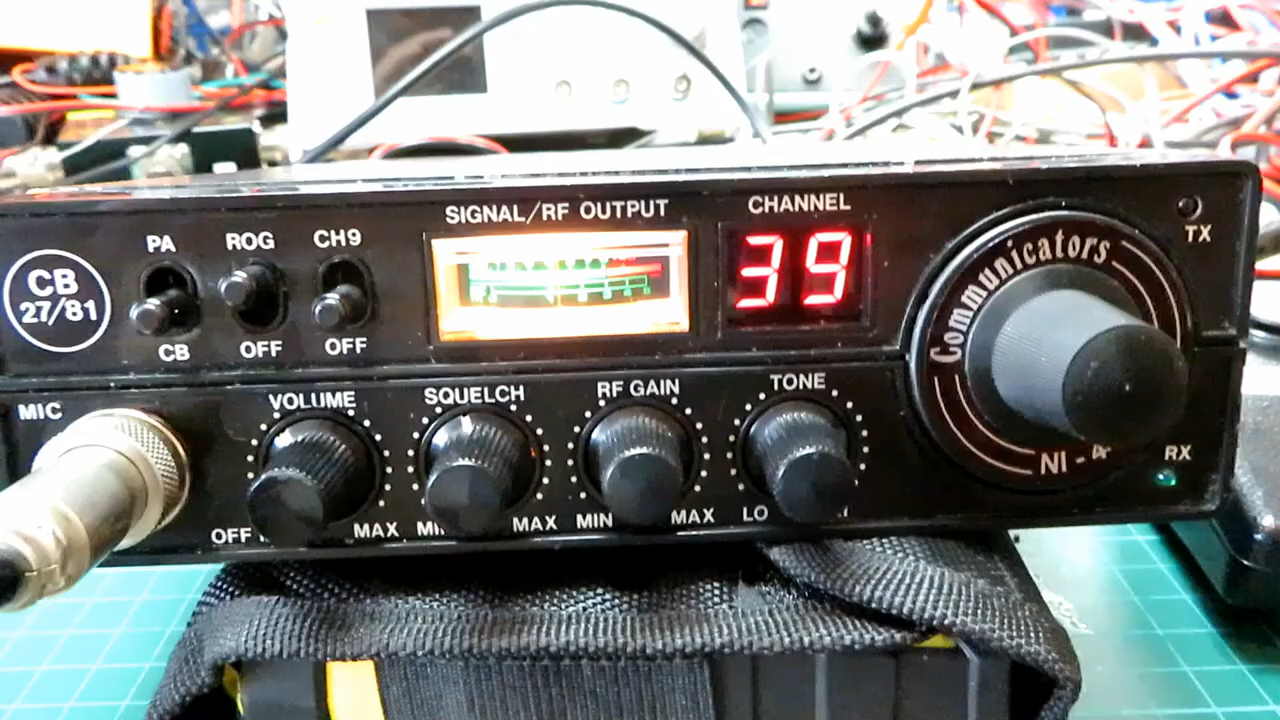 SIGNAL/RF OUTPUT
CHANNEL
PA
ROG
CH9
TX
CB
27/81
39
Communicators
CB
OFF
OFF
MIC
VOLUME
SQUELCH
RF GAIN
TONE
NI -
RX
OFF
MAX
MAX
MIN
MAX
LO